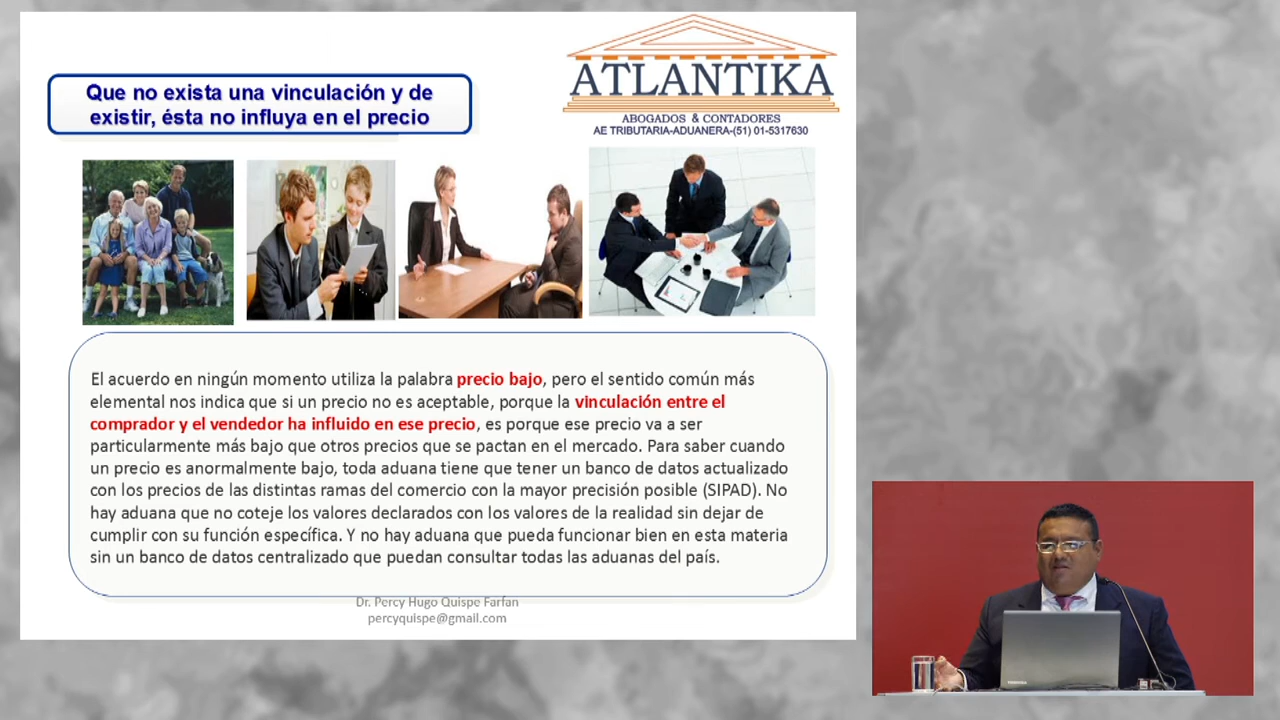 Que no exista una vinculación y de
existir, ésta no influya en el precio
ATLANTIKA
ABOGADOS & CONTADORES
AE TRIBUTARIA-ADUANERA-(51) 01-5317630
El acuerdo en ningún momento utiliza la palabra precio bajo, pero el sentido común más
elemental nos indica que si un precio no es aceptable, porque la vinculación entre el
comprador y el vendedor ha influido en ese precio, es porque ese precio va a ser
particularmente más bajo que otros precios que se pactan en el mercado. Para saber cuando
un precio es anormalmente bajo, toda aduana tiene que tener un banco de datos actualizado
con los precios de las distintas ramas del comercio con la mayor precisión posible (SIPAD). No
hay aduana que no coteje los valores declarados con los valores de la realidad sin dejar de
cumplir con su función específica. Y no hay aduana que pueda funcionar bien en esta materia
sin un banco de datos centralizado que puedan consultar todas las aduanas del país.
Dr. Percy Hugo Quispe Farfan
percyquispe@gmail.com
TOSHIBA